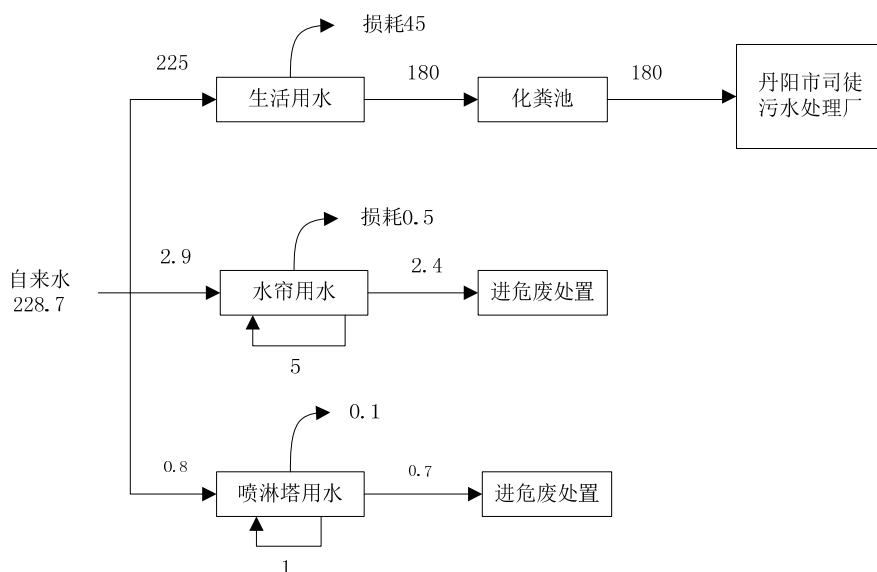 损耗45
225
生活用水
180
化粪池
180
丹阳市司徒
污水处理厂
损耗0.5
2.9
自来水
228.7
水帘用水
2.4
进危废处置
5
0.1
0.8
喷淋塔用水
0.7
进危废处置
1